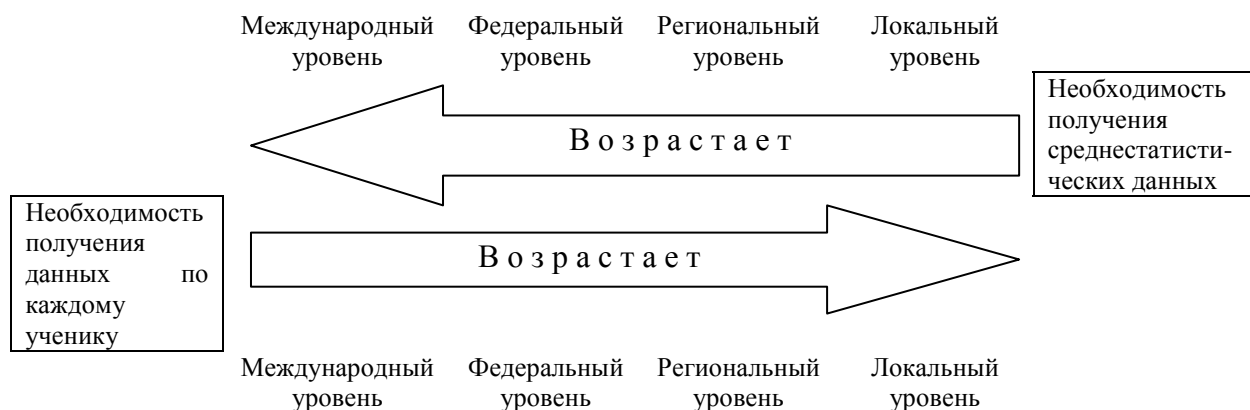 Международный Федеральный Региональный Локальный
уровень уровень уровень уровень
Необходимость
получения
среднестатисти-
ческих данных
Возрастает
Необходимость
получения
данных по
каждому
ученику
Возрастает
Международный Федеральный Региональный Локальный
уровень уровень уровень уровень